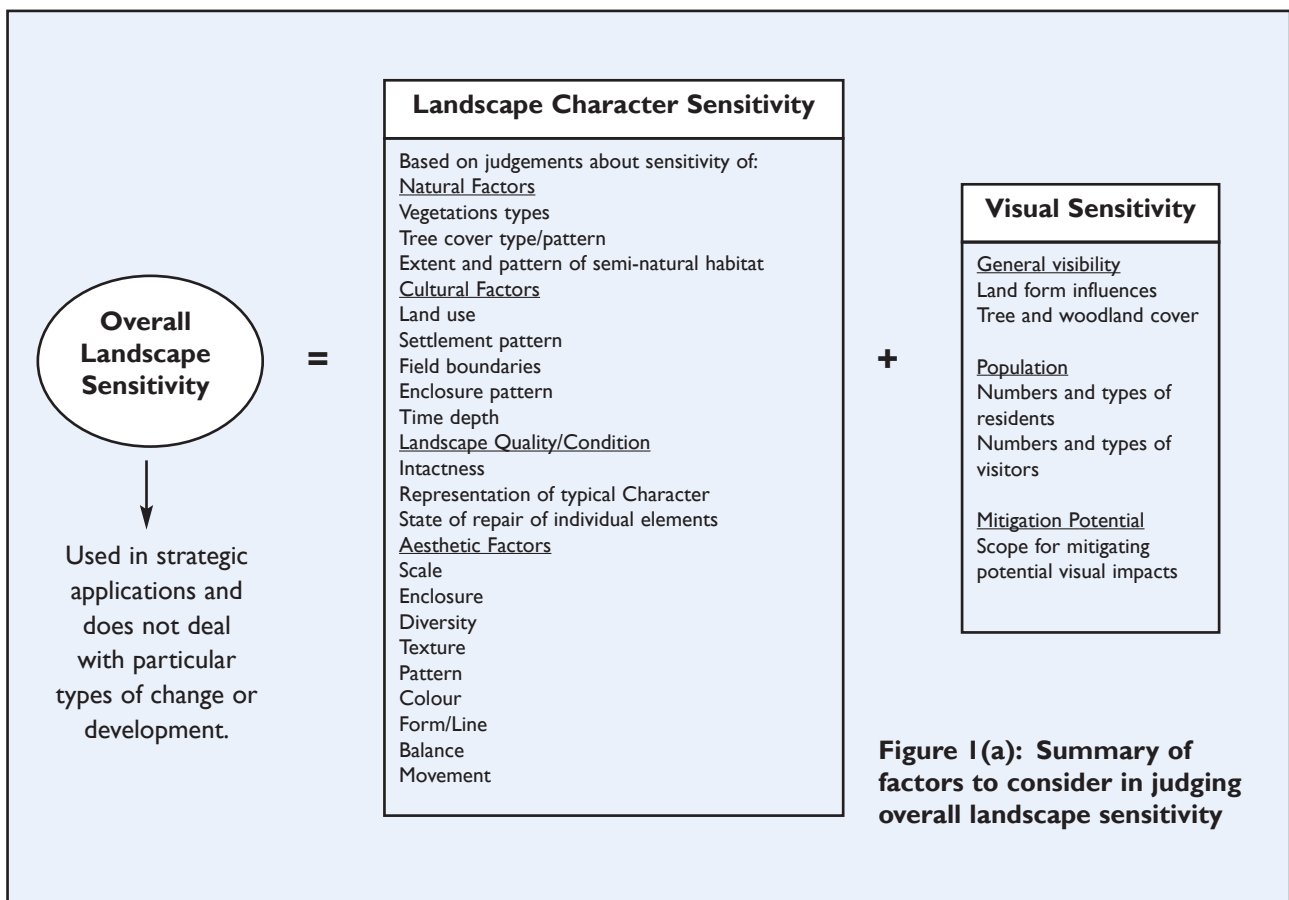 Overall
Landscape
Sensitivity
Used in strategic
applications and
does not deal
with particular
types of change or
development.
=
Landscape Character Sensitivity
Based on judgements about sensitivity of:
Natural Factors
Vegetations types
Tree cover type/pattern
Extent and pattern of semi-natural habitat
Cultural Factors
Land use
Settlement pattern
Field boundaries
Enclosure pattern
Time depth
Landscape Quality/Condition
Intactness
Representation of typical Character
State of repair of individual elements
Aesthetic Factors
Scale
Enclosure
Diversity
Texture
Pattern
Colour
Form/Line
Balance
Movement
+
Visual Sensitivity
General visibility
Land form influences
Tree and woodland cover
Population
Numbers and types of
residents
Numbers and types of
visitors
Mitigation Potential
Scope for mitigating
potential visual impacts
Figure 1(a): Summary of
factors to consider in judging
overall landscape sensitivity